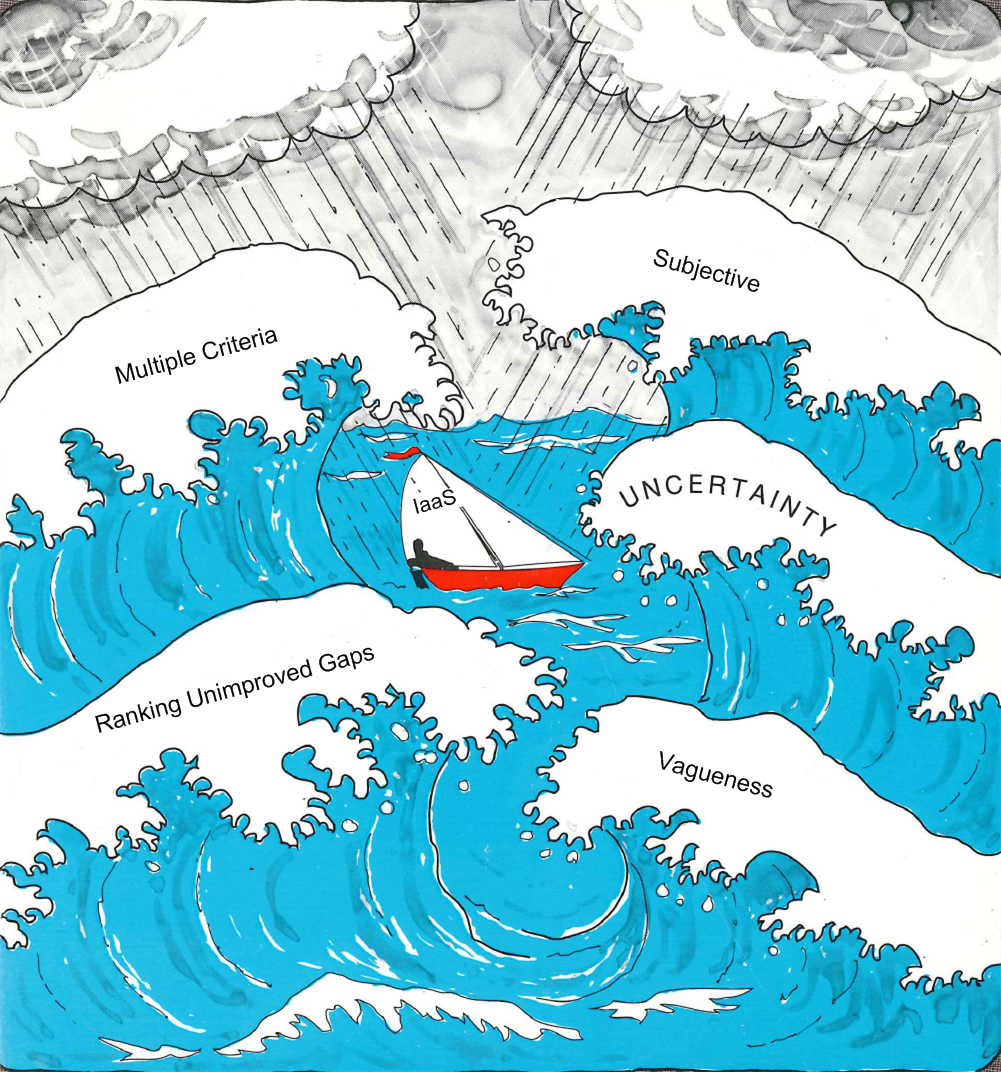 Subjective
Multiple Criteria
IaaS
UNCERTAINTY
Ranking Unimproved Gaps
Vagueness